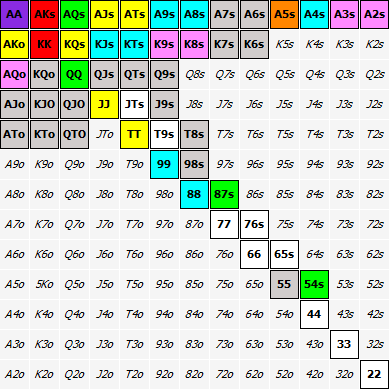 AA AKs AQs AJs ATs A9s A8s A7s A6s A5s A4s A3s A2s
AKo KK KQs KJs KTs K9s K8s K7s K6s K5s K4s K3s K2s
AQo KQo QQ QJs QTs Q9s Q8s Q7s Q6s Q5s Q4s Q3s Q2s
AJo KJO QJO JJ JTs J9s J8s J7s J6s J5s J4s J3s J2s
ATo KTo QTO JTo TT T9s T8s T7s T6s T5s T4s T3s T2s
A9o K9o Q9o J9o T9o 99 98s 97s 96s 95s 94s 93s 92s
A8o K8o Q8o J8o T8o 98o 88 87s 86s 85s 84s 83s 82s
A7o K7o Q7o J7o T7o 97o 87o 77 76s 75s 74s 73s 72s
A6o K6o Q6o J6o T6o 96o 86o 76o 66 65s 64s 63s 62s
A5o 5Ko Q5o J5o T5o 95o 85o 75o 65o 55 54s 53s 52s
A4o K4o Q4o J4o T4o 94o 84o 74o 64o 54o 44 43s 42s
A3o K3o Q3o J3o T3o 93o 83o 73o 63o 53o 43o 33 32s
A2o K2o Q2o J2o T2o 92o 82o 72o 62o 52o 42o 32o 22